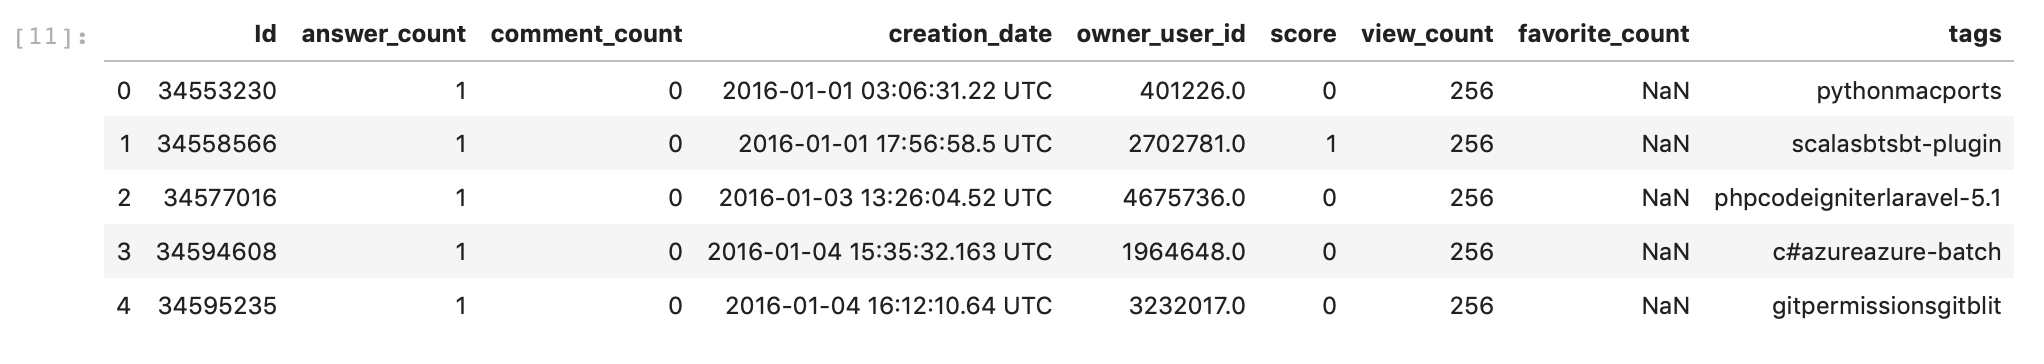 [11]: Id answer_count comment_count creation_date owner_user_id score view_count favorite_count tags
0 34553230 1 0 2016-01-01 03:06:31.22 UTC 401226.0 0 256 NaN pythonmacports
1 34558566 1 0 2016-01-01 17:56:58.5 UTC 2702781.0 1 256 NaN scalasbtsbt-plugin
2 34577016 1 0 2016-01-03 13:26:04.52 UTC 4675736.0 0 256 NaN phpcodeigniterlaravel-5.1
3 34594608 1 0 2016-01-04 15:35:32.163 UTC 1964648.0 0 256 NaN c#azureazure-batch
4 34595235 1 0 2016-01-04 16:12:10.64 UTC 3232017.0 0 256 NaN gitpermissionsgitblit